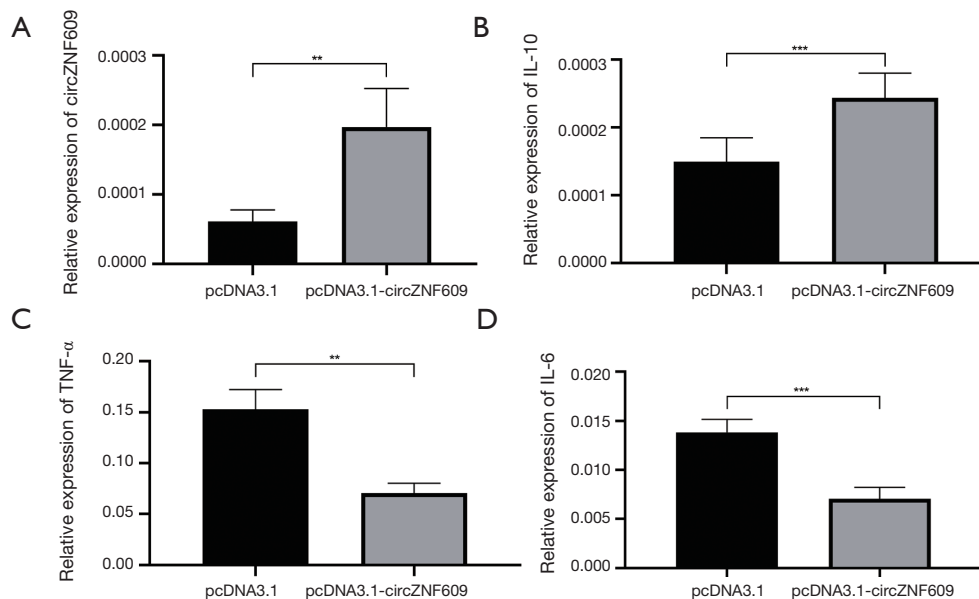 A
Relative expression of circZNF609
0.0003
0.0002
0.0001
0.0000
**
pcDNA3.1
pcDNA3.1-circZNF609
B
Relative expression of IL-10
0.0003
0.0002
0.0001
0.0000
***
pcDNA3.1
pcDNA3.1-circZNF609
C
Relative expression of TNF-α
0.20
0.15
0.10
0.05
0.00
**
pcDNA3.1
pcDNA3.1-circZNF609
D
Relative expression of IL-6
0.020
0.015
0.010
0.005
0.000
***
pcDNA3.1
pcDNA3.1-circZNF609